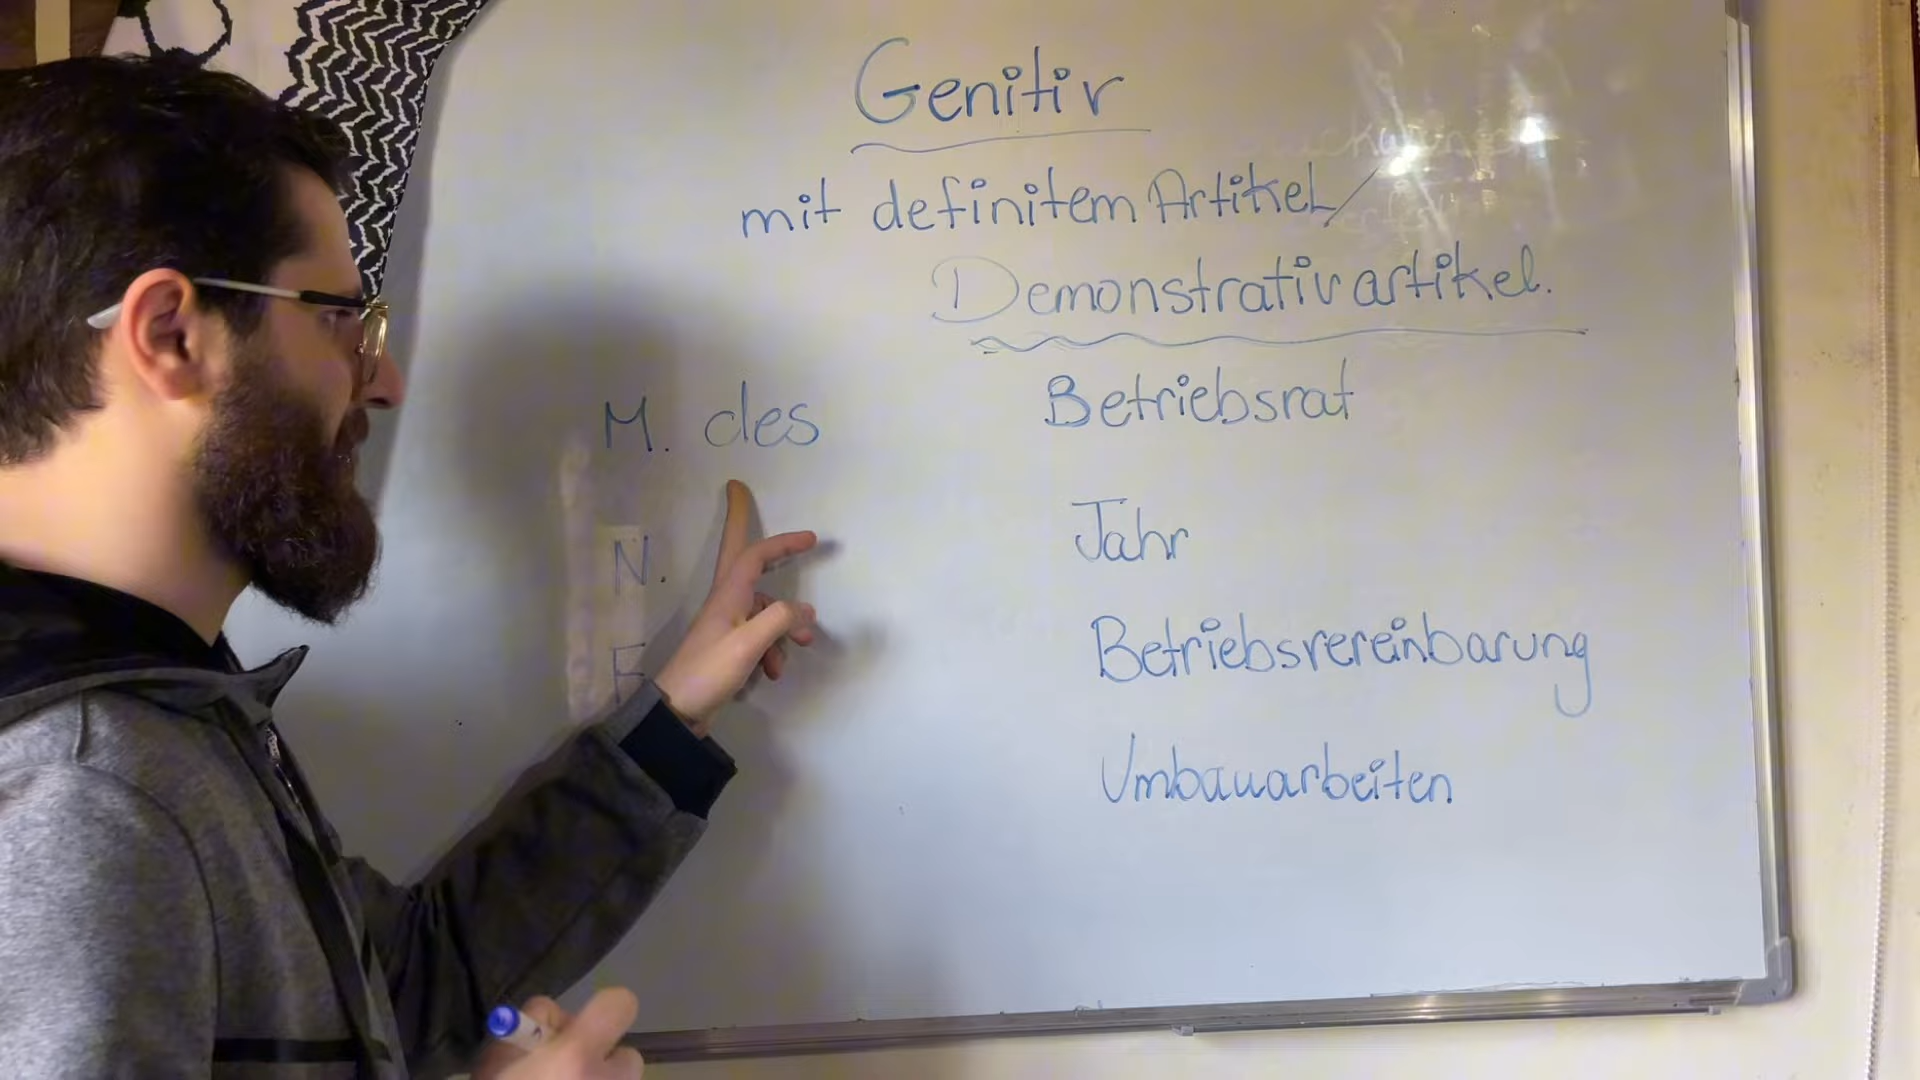 Genitiv
mit definitem Artikel/
Demonstrativartikel.
M. des Betriebsrat
N. Jahr
F Betriebsvereinbarung
Umbauarbeiten